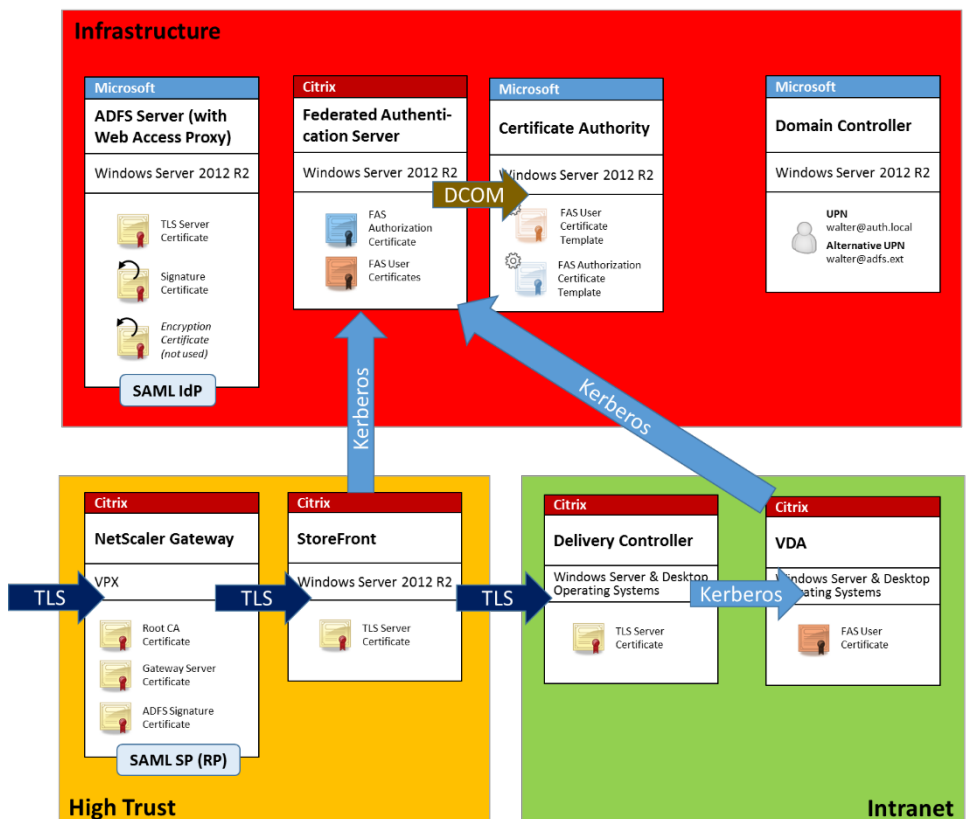 Infrastructure
Microsoft
ADFS Server (with
Web Access Proxy)
Windows Server 2012 R2
TLS Server
Certificate
Signature
Certificate
Encryption
Certificate
(not used)
SAML IdP
Citrix
Federated Authenti-
cation Server
Windows Server 2012 R2
FAS
Authorization
Certificate
FAS User
Certificates
DCOM
Microsoft
Certificate Authority
Windows Server 2012 R2
FAS User
Certificate
Template
FAS Authorization
Certificate
Template
Microsoft
Domain Controller
Windows Server 2012 R2
UPN
walter@auth.local
Alternative UPN
walter@adfs.ext
Kerberos
Kerberos
Citrix
NetScaler Gateway
VPX
TLS
Root CA
Certificate
Gateway Server
Certificate
ADFS Signature
Certificate
SAML SP (RP)
TLS
Citrix
StoreFront
Windows Server 2012 R2
TLS Server
Certificate
TLS
High Trust
Citrix
Delivery Controller
Windows Server & Desktop
Operating Systems
TLS Server
Certificate
Kerberos
Citrix
VDA
Windows Server & Desktop
Operating Systems
FAS User
Certificate
Intranet